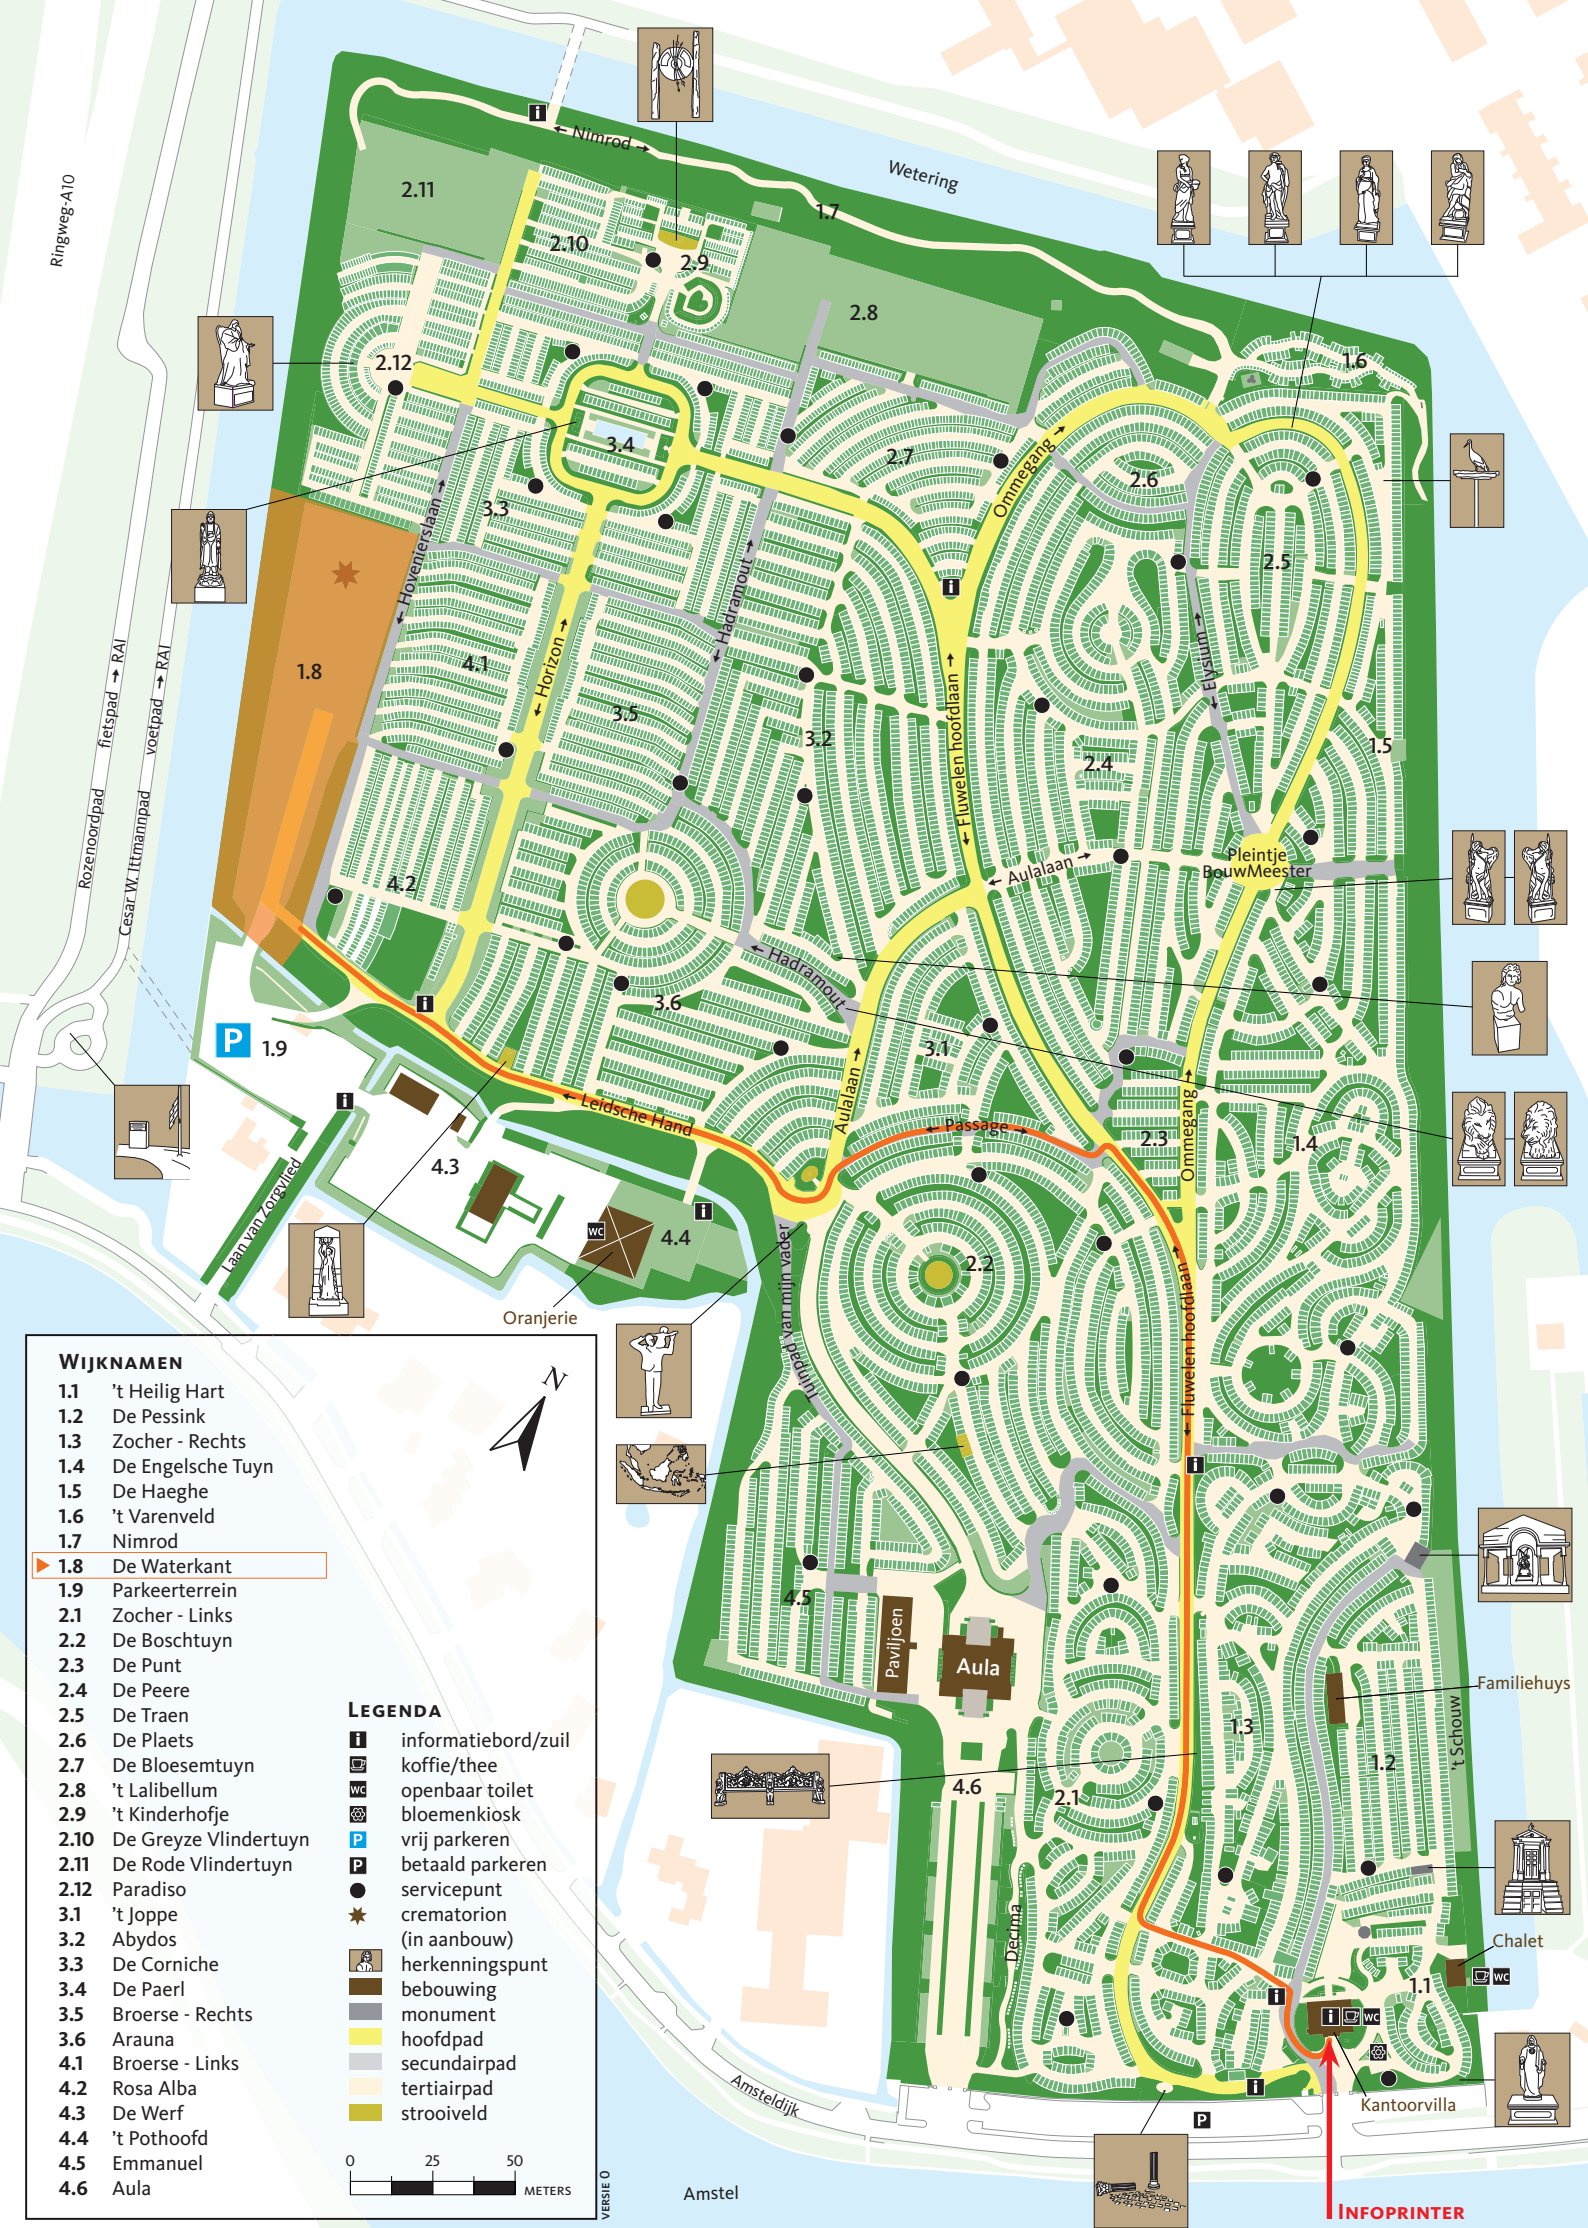 Nimrod
Wetering
Ringweg-A10
2.11
1.7
2.10
2.9
2.8
1.6
2.12
3.4
2.7
Ommegang
2.6
3.3
Hovenierslaan
Hadramout
2.5
1.8
4.1
Horizon
3.5
3.2
Fluwelen hoofdlaan
Elysium
1.5
2.4
fietspad RAI
voetpad RAI
Rozenoordpad
Cesar W. Ittmannpad
Aulalaan
Pleintje
BouwMeester
4.2
Hadramout
3.6
3.1
P
1.9
Aulalaan
Leidsche Hand
Passage
2.3
Ommegang
1.4
4.3
Laan van Zorgvlied
WC
4.4
Oranjerie
Tuinpad van mijn vader
2.2
Fluwelen hoofdlaan
4.5
Paviljoen
Aula
Familiehuys
't Schouw
1.3
1.2
4.6
2.1
Decima
Chalet
WC
1.1
WC
Kantoorvilla
Amsteldijk
P
Amstel
INFOPRINTER
N
WIJKNAMEN
1.1 't Heilig Hart
1.2 De Pessink
1.3 Zocher - Rechts
1.4 De Engelsche Tuyn
1.5 De Haeghe
1.6 't Varenveld
1.7 Nimrod
1.8 De Waterkant
1.9 Parkeerterrein
2.1 Zocher - Links
2.2 De Boschtuyn
2.3 De Punt
2.4 De Peere
2.5 De Traen
2.6 De Plaets
2.7 De Bloesemtuyn
2.8 't Lalibellum
2.9 't Kinderhofje
2.10 De Greyze Vlindertuyn
2.11 De Rode Vlindertuyn
2.12 Paradiso
3.1 't Joppe
3.2 Abydos
3.3 De Corniche
3.4 De Paerl
3.5 Broerse - Rechts
3.6 Arauna
4.1 Broerse - Links
4.2 Rosa Alba
4.3 De Werf
4.4 't Pothoofd
4.5 Emmanuel
4.6 Aula
LEGENDA
i informatiebord/zuil
koffie/thee
WC openbaar toilet
bloemenkiosk
P vrij parkeren
P betaald parkeren
servicepunt
crematorion
(in aanbouw)
herkenningspunt
bebouwing
monument
hoofdpad
secundairpad
tertiairpad
strooiveld
0 25 50
METERS
VERSIE O